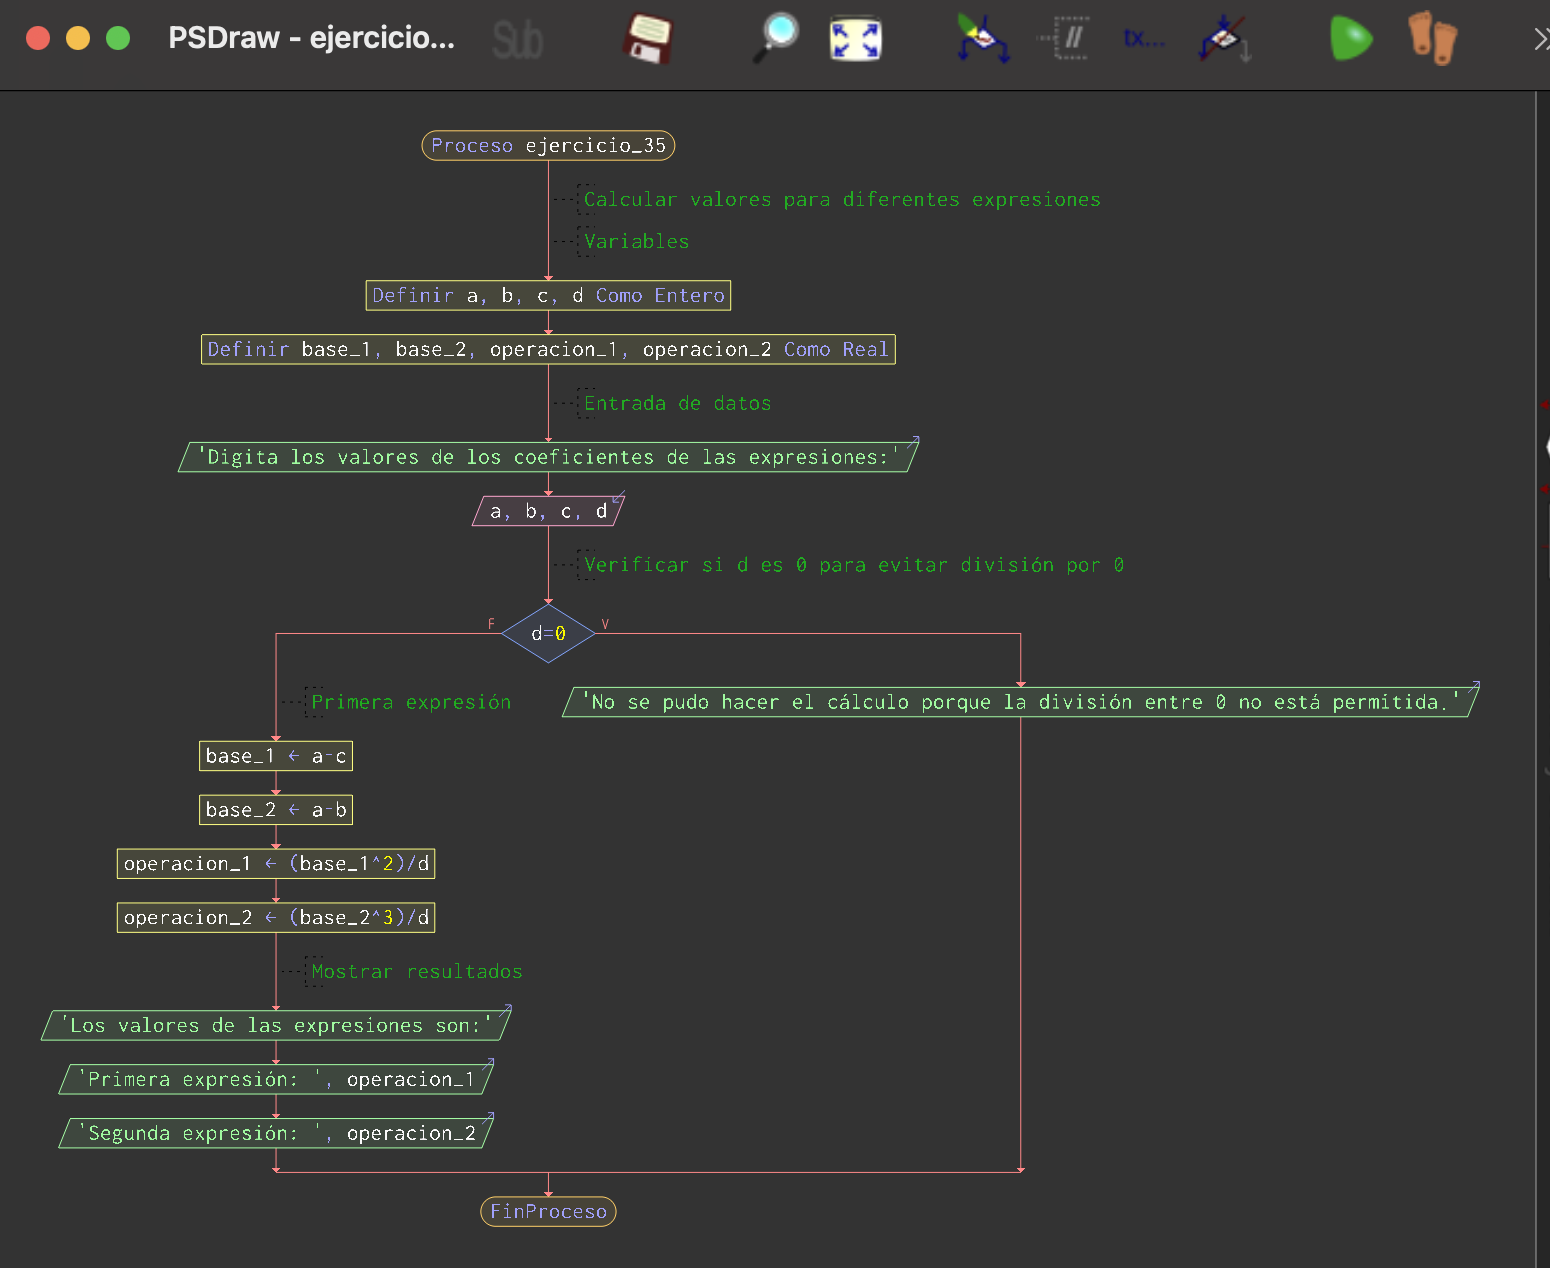 PSDraw - ejercicio...
Sub
//
tx...
Proceso ejercicio_35
Calcular valores para diferentes expresiones
Variables
Definir a, b, c, d Como Entero
Definir base_1, base_2, operacion_1, operacion_2 Como Real
Entrada de datos
'Digita los valores de los coeficientes de las expresiones:'
a, b, c, d
Verificar si d es 0 para evitar división por 0
F
V
d=0
Primera expresión
'No se pudo hacer el cálculo porque la división entre 0 no está permitida.'
base_1 ← a-c
base_2 ← a-b
operacion_1 ← (base_1^2)/d
operacion_2 ← (base_2^3)/d
Mostrar resultados
'Los valores de las expresiones son:'
'Primera expresión: ', operacion_1
'Segunda expresión: ', operacion_2
FinProceso